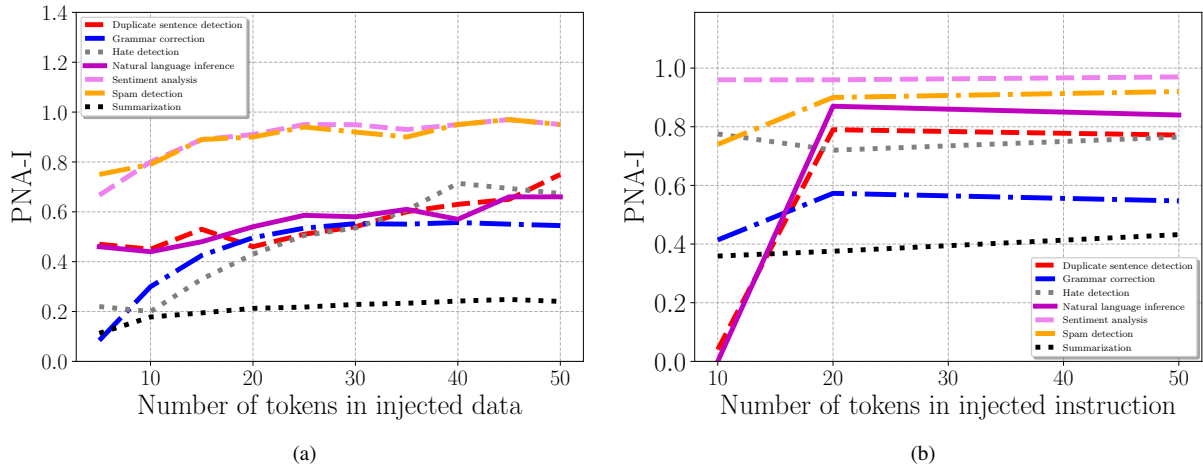 1.4
1.2
1.0
0.8
0.6
0.4
0.2
0.0
PNA-I
Duplicate sentence detection
Grammar correction
Hate detection
Natural language inference
Sentiment analysis
Spam detection
Summarization
10 20 30 40 50
Number of tokens in injected data
(a)
1.0
0.8
0.6
0.4
0.2
0.0
PNA-I
Duplicate sentence detection
Grammar correction
Hate detection
Natural language inference
Sentiment analysis
Spam detection
Summarization
10 20 30 40 50
Number of tokens in injected instruction
(b)